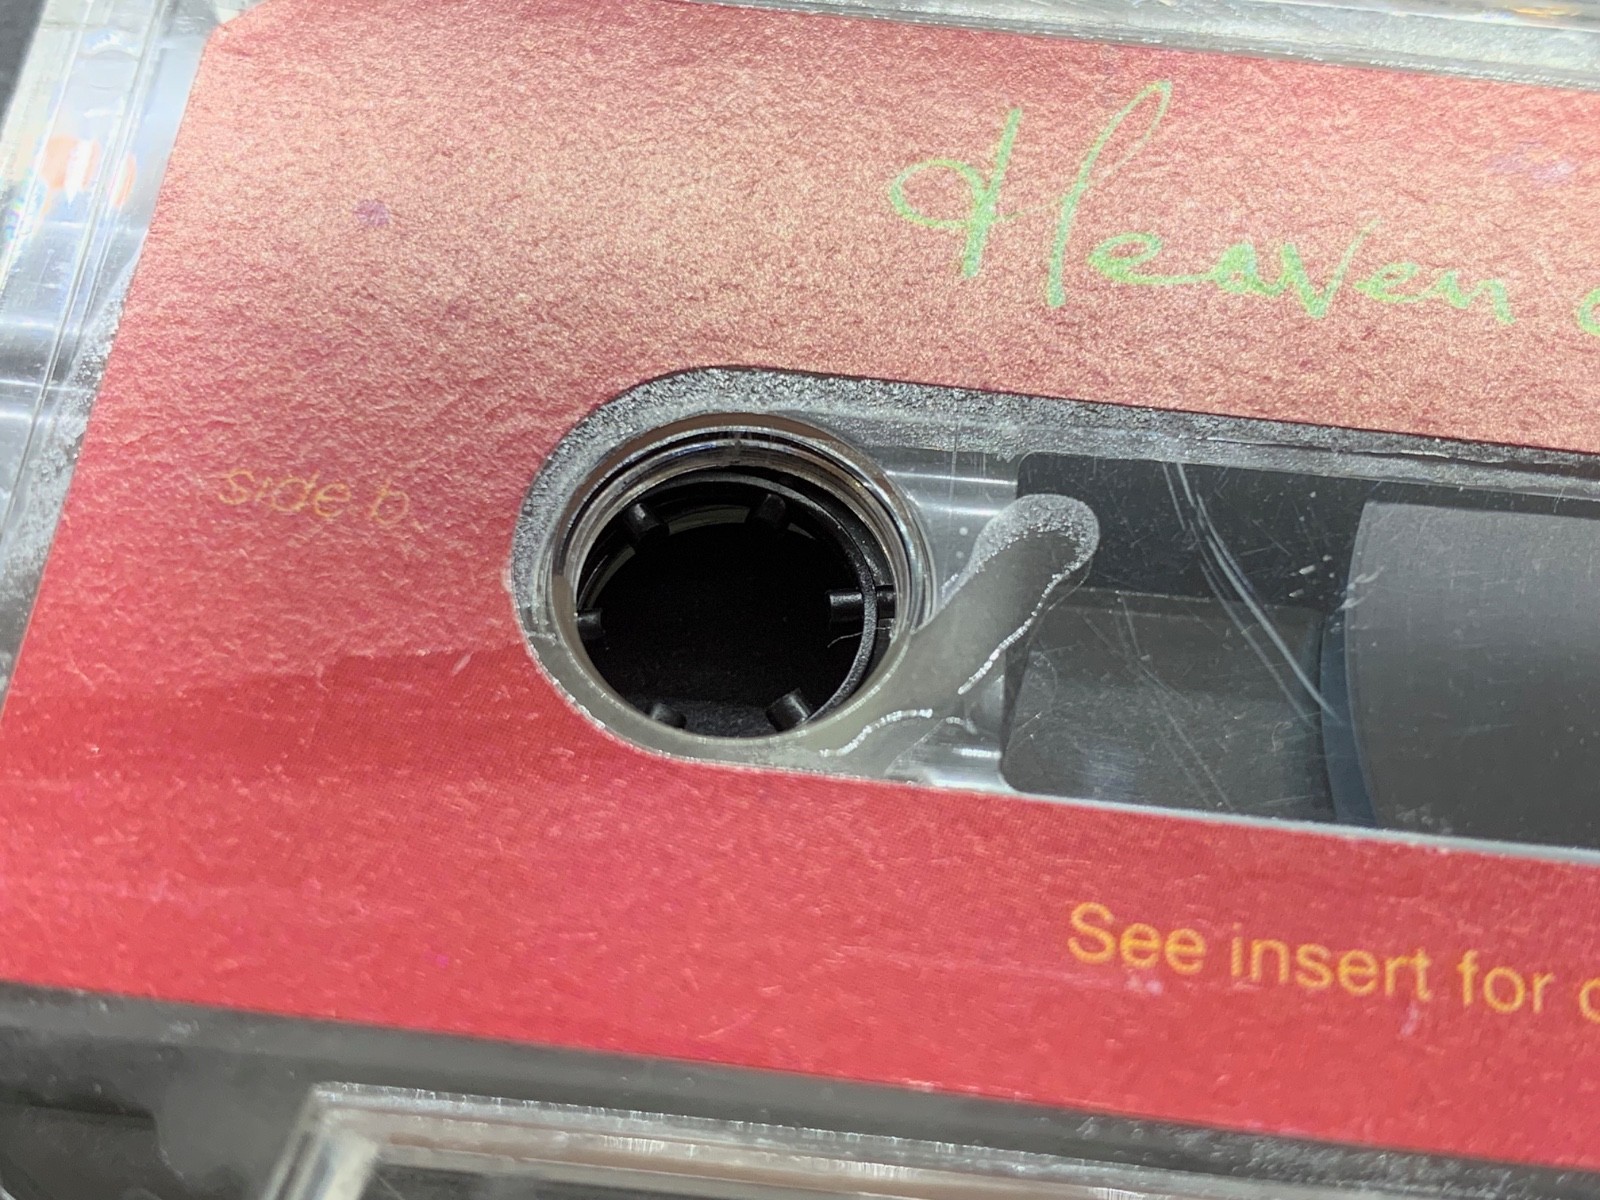 Heaven
side b
See insert for